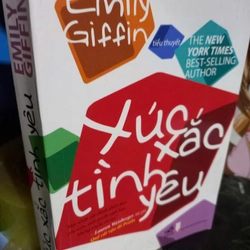 Emily
Giffin
tiểu thuyết
THE NEW
YORK TIMES
BEST-SELLING
AUTHOR
Xúc
xắc
tình
yêu
EMILY
GIFFIN
xúc xắc tình yêu